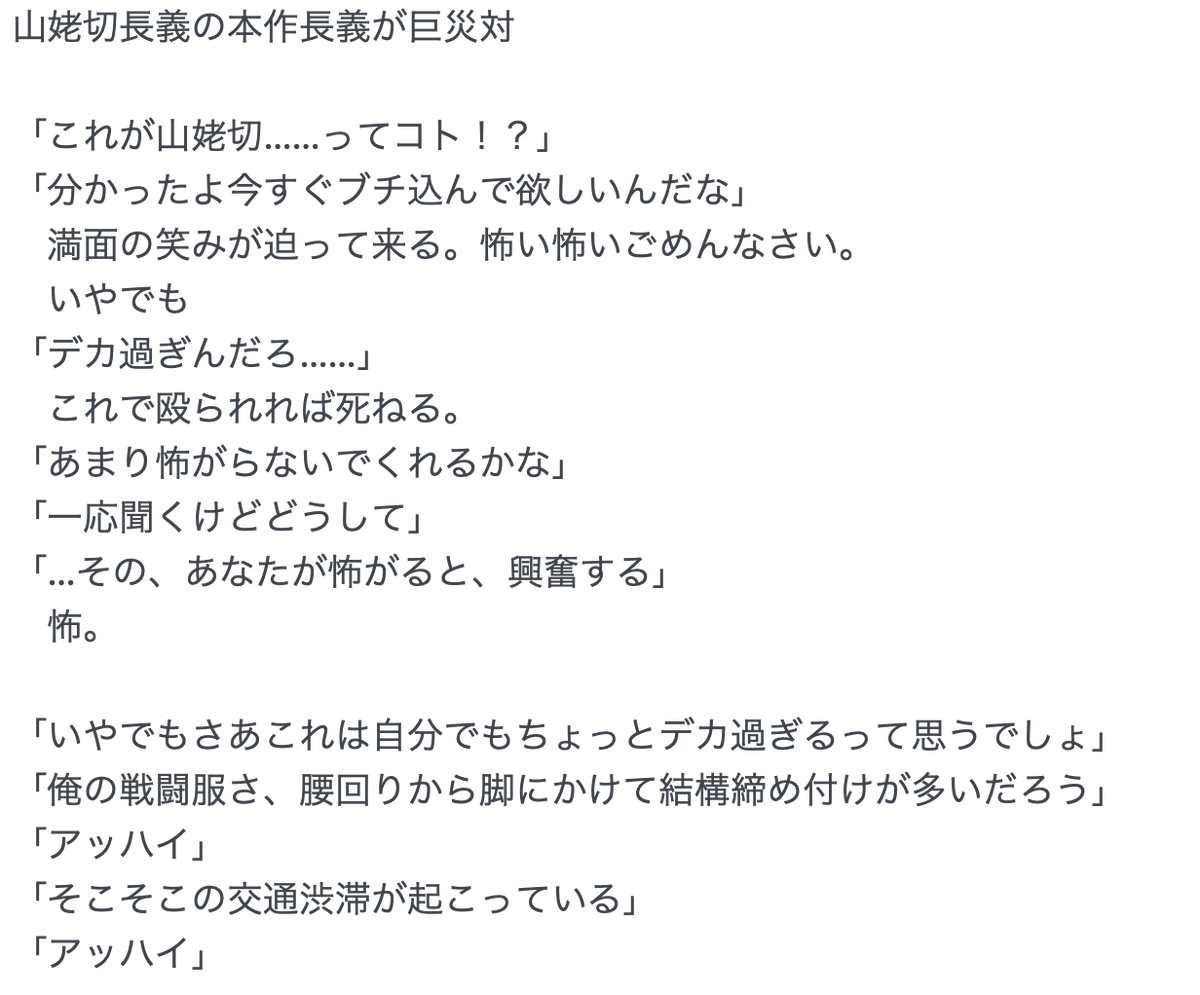 山姥切長義の本作長義が巨災対
「これが山姥切……ってコト！？」
「分かったよ今すぐブチ込んで欲しいんだな」
　満面の笑みが迫って来る。怖い怖いごめんなさい。
　いやでも
「デカ過ぎんだろ……」
　これで殴られれば死ねる。
「あまり怖がらないでくれるかな」
「一応聞くけどどうして」
「…その、あなたが怖がると、興奮する」
　怖。
「いやでもさあこれは自分でもちょっとデカ過ぎるって思うでしょ」
「俺の戦闘服さ、腰回りから脚にかけて結構締め付けが多いだろう」
「アッハイ」
「そこそこの交通渋滞が起こっている」
「アッハイ」